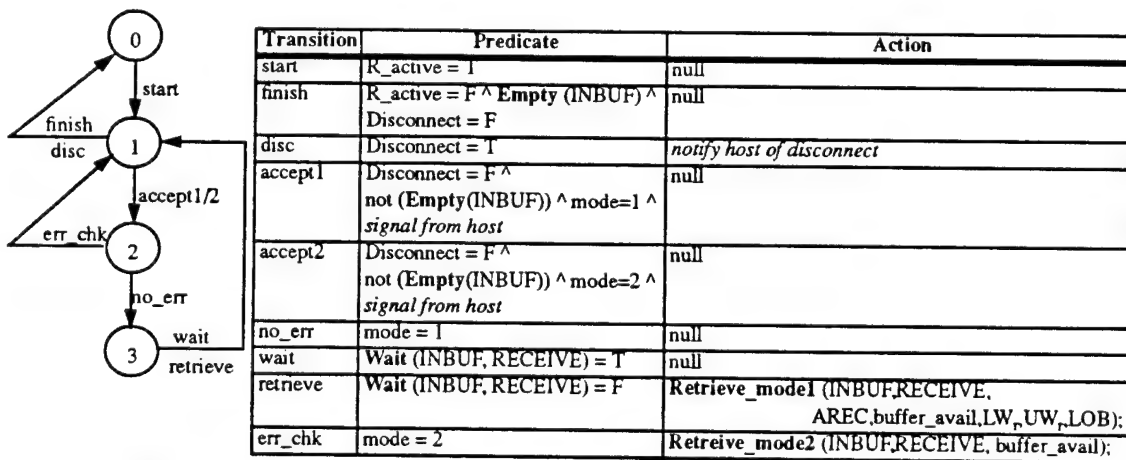 0
start
finish
disc
1
accept1/2
err_chk
2
no_err
3
wait
retrieve
Transition Predicate Action
start R_active = T null
finish R_active = F ^ Empty (INBUF) ^ null
Disconnect = F
disc Disconnect = T notify host of disconnect
accept1 Disconnect = F ^ null
not (Empty(INBUF)) ^ mode=1 ^
signal from host
accept2 Disconnect = F ^ null
not (Empty(INBUF)) ^ mode=2 ^
signal from host
no_err mode = 1 null
wait Wait (INBUF, RECEIVE) = T null
retrieve Wait (INBUF, RECEIVE) = F Retrieve_mode1 (INBUF,RECEIVE,
AREC,buffer_avail,LWr,UWr,LOB);
err_chk mode = 2 Retreive_mode2 (INBUF,RECEIVE, buffer_avail);